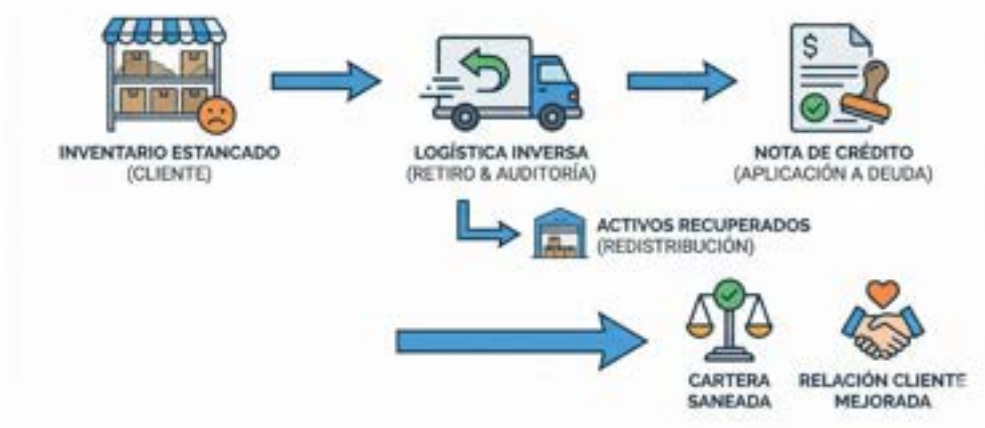 INVENTARIO ESTANCADO
(CLIENTE)
LOGÍSTICA INVERSA
(RETIRO & AUDITORÍA)
$
NOTA DE CRÉDITO
(APLICACIÓN A DEUDA)
ACTIVOS RECUPERADOS
(REDISTRIBUCIÓN)
CARTERA
SANEADA
RELACIÓN CLIENTE
MEJORADA